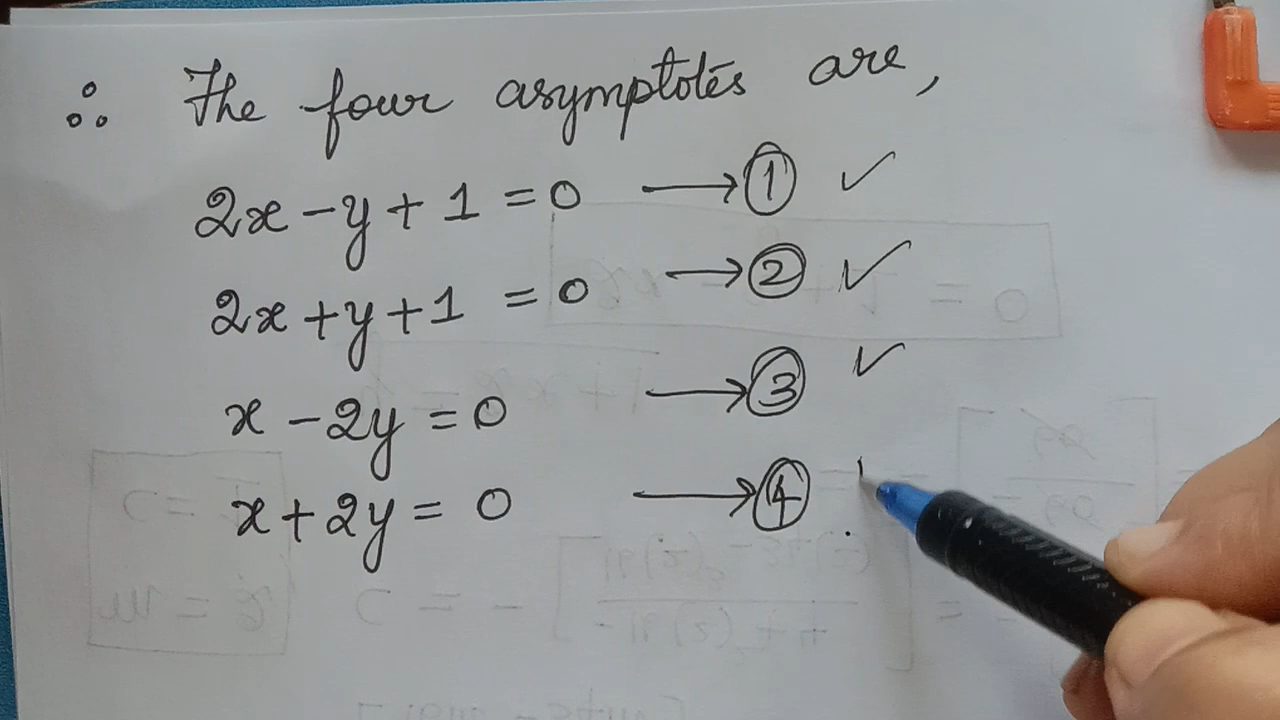 ∴ The four asymptotes are,
2x - y + 1 = 0 → ① ✓
2x + y + 1 = 0 → ② ✓
x - 2y = 0 → ③ ✓
x + 2y = 0 → ④